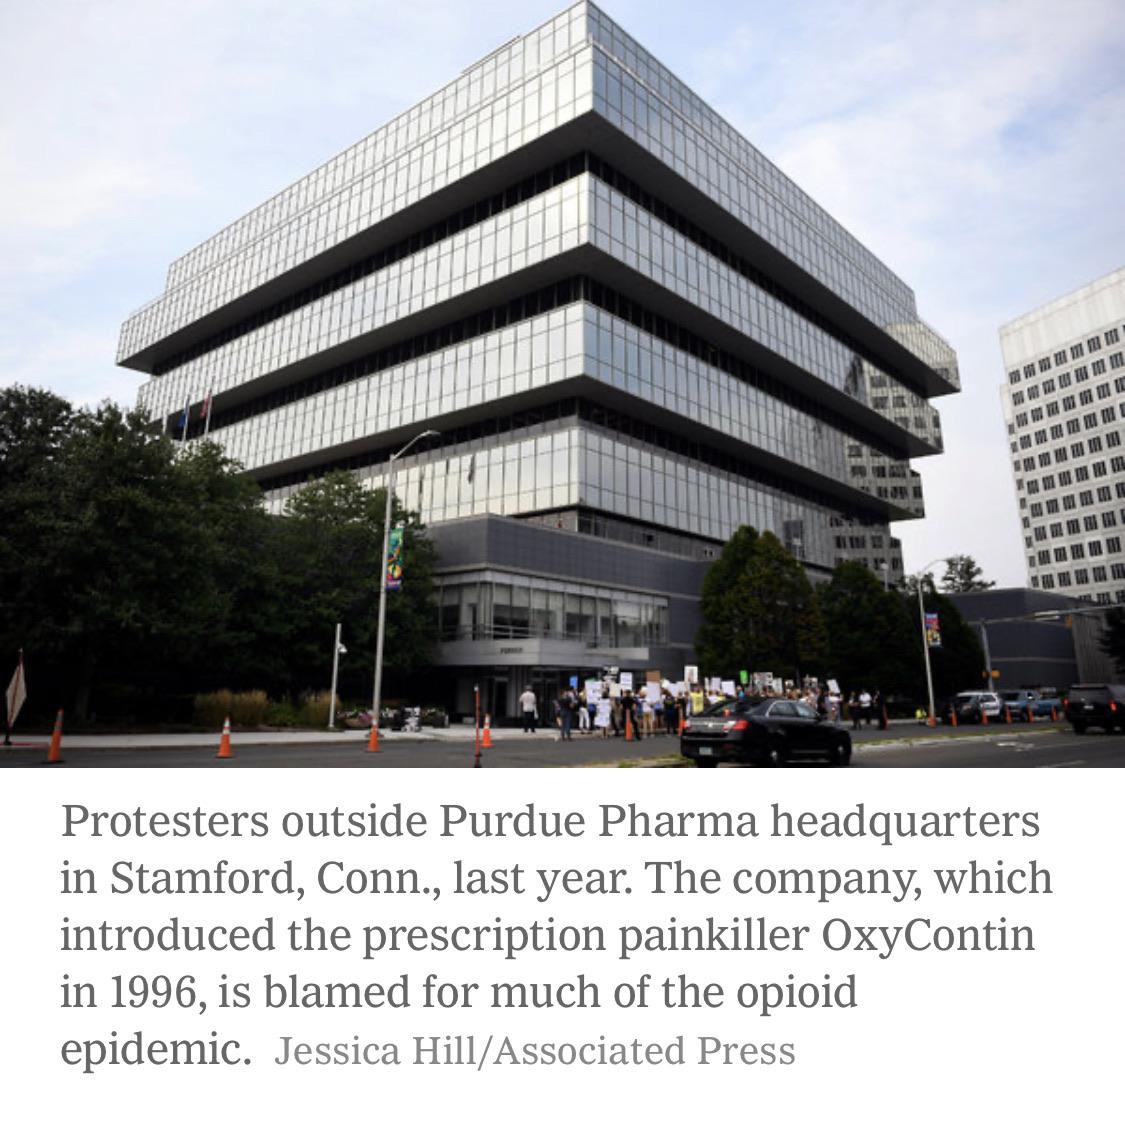 Protesters outside Purdue Pharma headquarters
in Stamford, Conn., last year. The company, which
introduced the prescription painkiller OxyContin
in 1996, is blamed for much of the opioid
epidemic. Jessica Hill/Associated Press